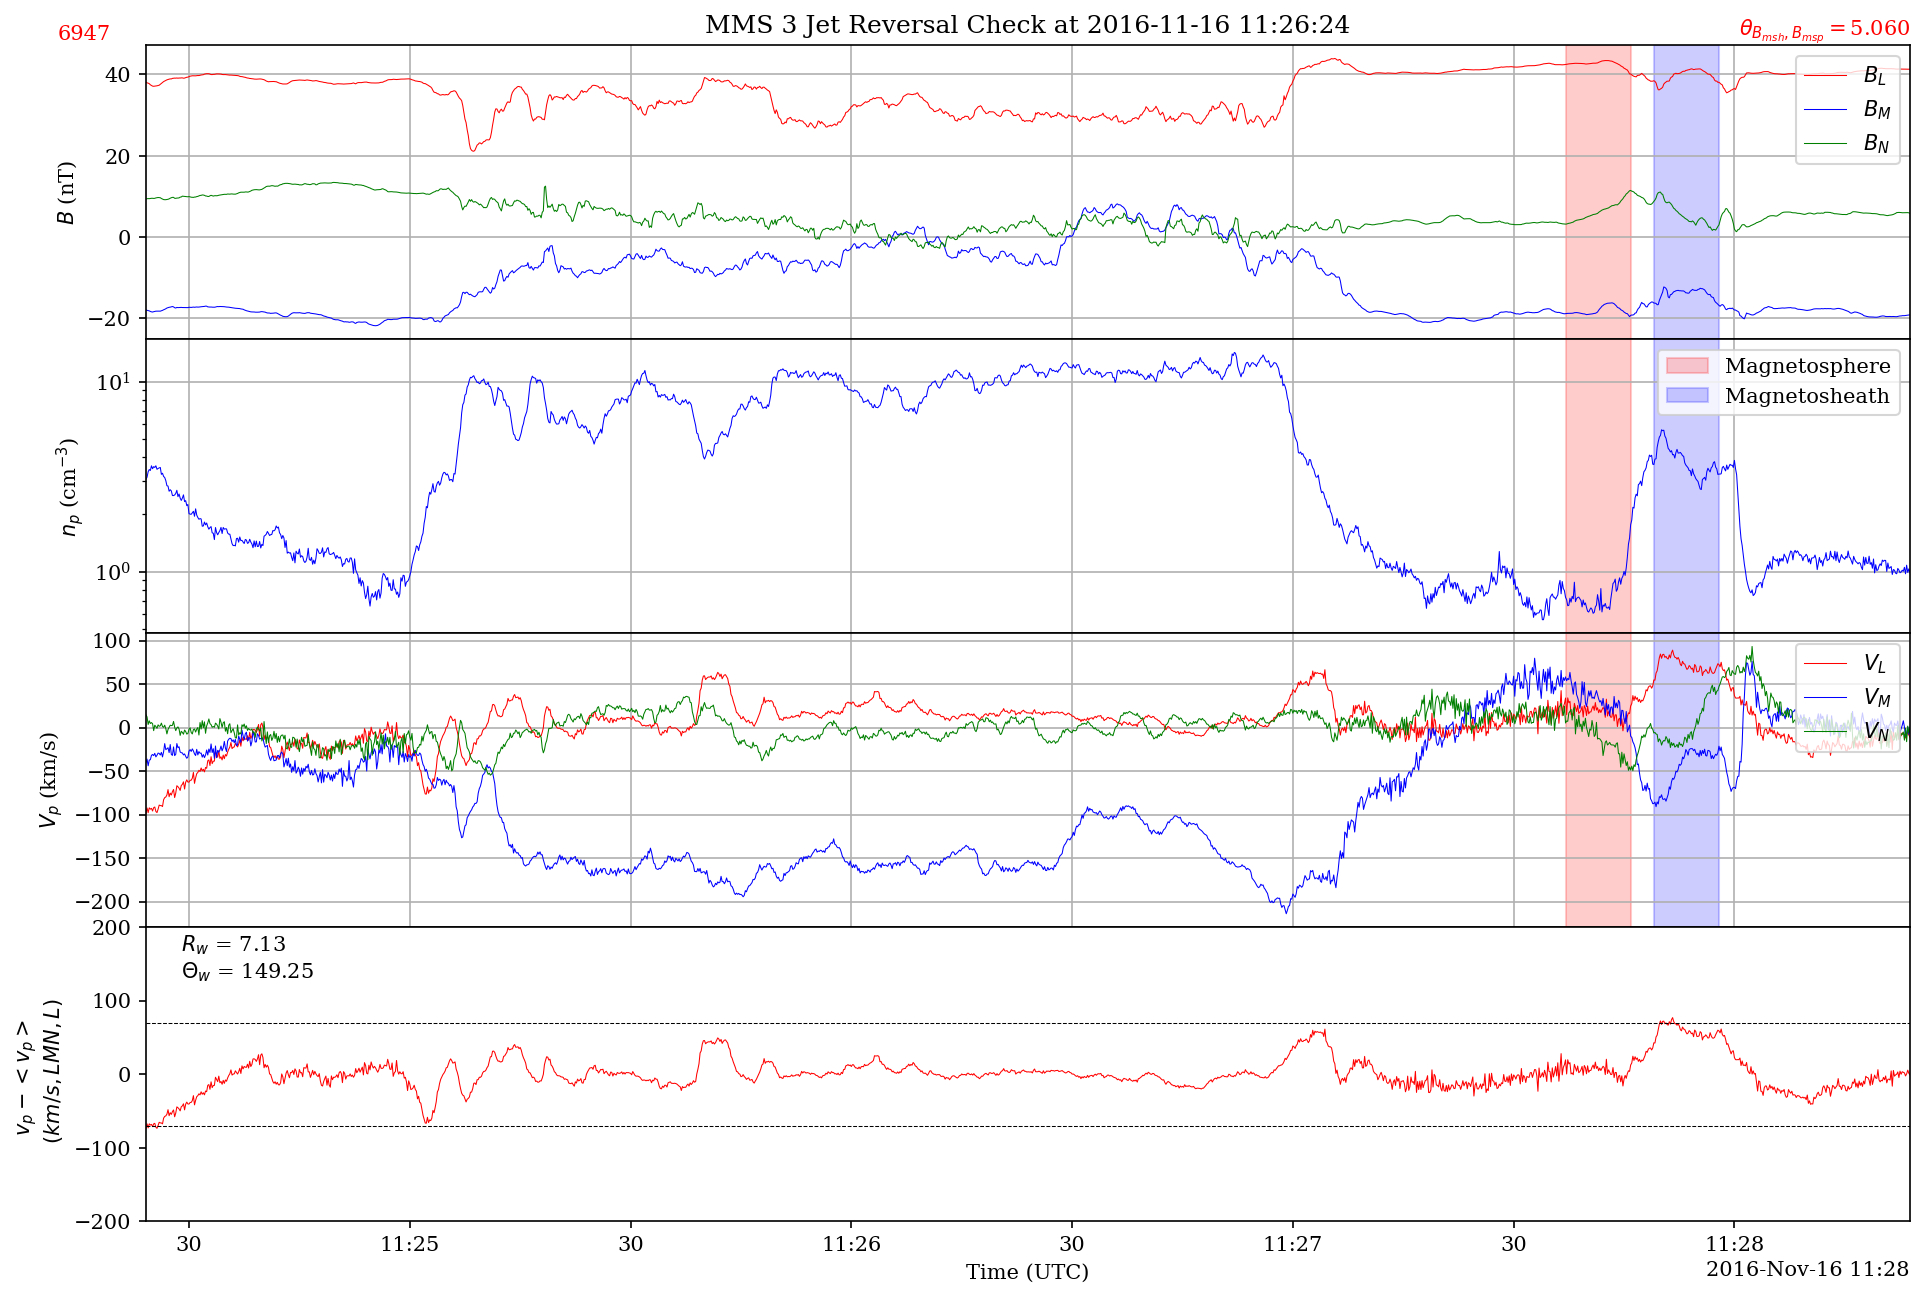 MMS 3 Jet Reversal Check at 2016-11-16 11:26:24
6947
θ_{B_{msh}, B_{msp}} = 5.060
40
20
0
−20
B (nT)
B_L
B_M
B_N
10^1
10^0
n_p (cm^{−3})
Magnetosphere
Magnetosheath
100
50
0
−50
−100
−150
−200
V_p (km/s)
V_L
V_M
V_N
200
100
0
−100
−200
v_p − < v_p >
(km/s, LMN, L)
R_w = 7.13
Θ_w = 149.25
30 11:25 30 11:26 30 11:27 30 11:28
Time (UTC)
2016-Nov-16 11:28